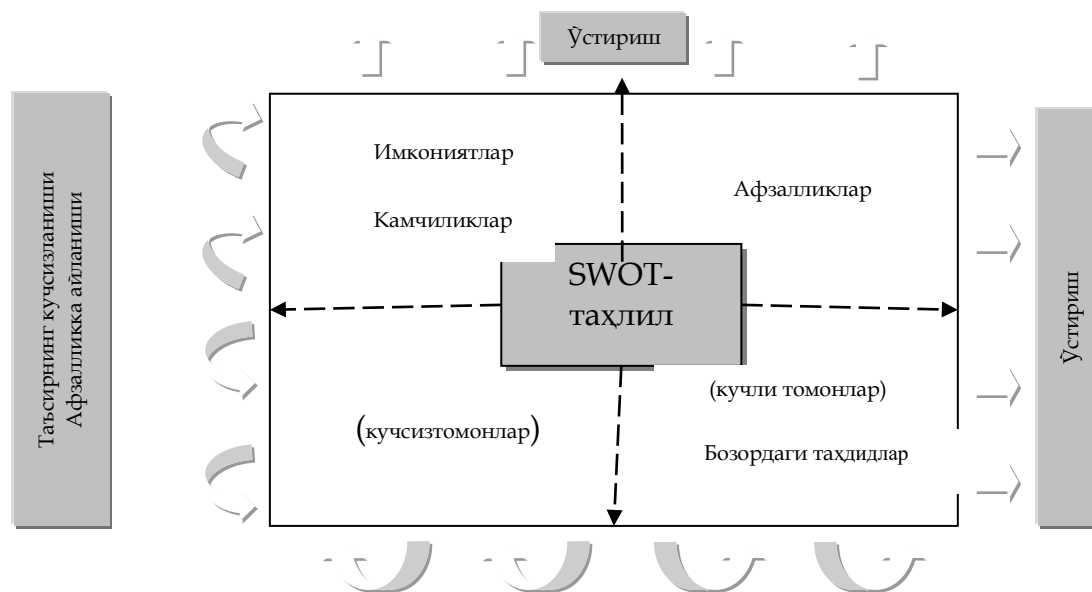 Ўстириш
Таъсирнинг кучсизланиши
Афзалликка айланиши
Имкониятлар
Афзалликлар
Камчиликлар
SWOT-
таҳлил
Ўстириш
(кучли томонлар)
(кучсизтомонлар)
Бозордаги таҳдидлар